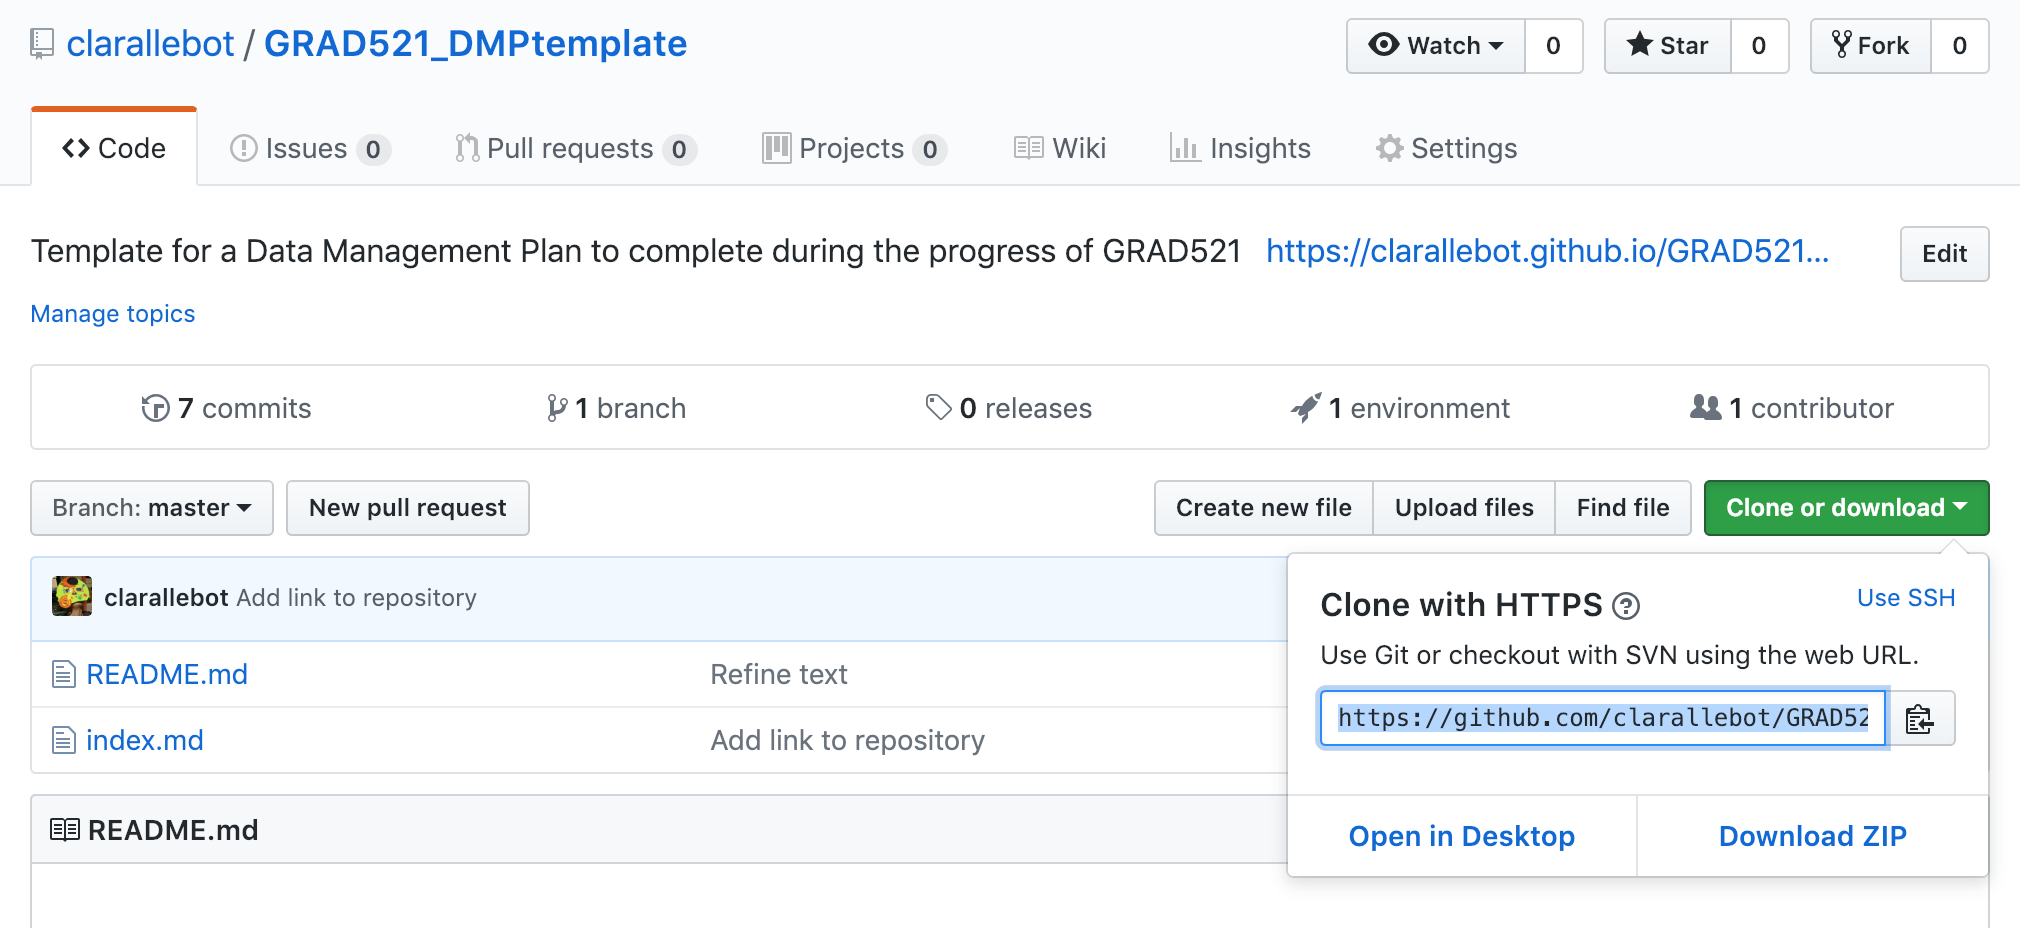 clarallebot / GRAD521_DMPtemplate
Watch 0 Star 0 Fork 0
Code Issues 0 Pull requests 0 Projects 0 Wiki Insights Settings
Template for a Data Management Plan to complete during the progress of GRAD521 https://clarallebot.github.io/GRAD521... Edit
Manage topics
7 commits 1 branch 0 releases 1 environment 1 contributor
Branch: master New pull request Create new file Upload files Find file Clone or download
clarallebot Add link to repository
README.md Refine text
index.md Add link to repository
README.md
Clone with HTTPS ? Use SSH
Use Git or checkout with SVN using the web URL.
https://github.com/clarallebot/GRAD52
Open in Desktop Download ZIP